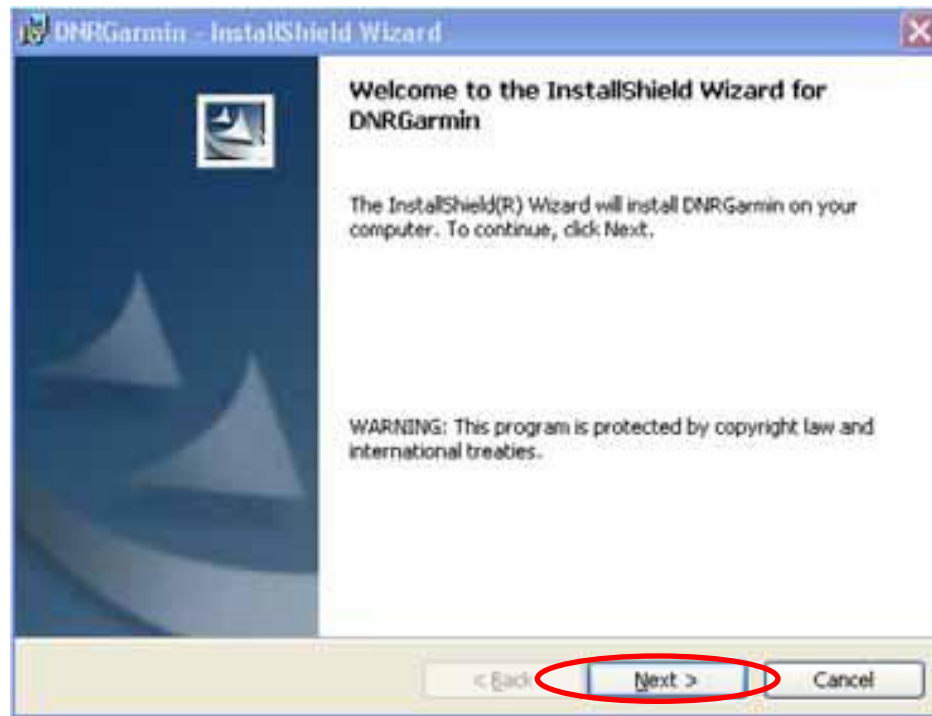 DNRGarmin - InstallShield Wizard
Welcome to the InstallShield Wizard for
DNRGarmin
The InstallShield(R) Wizard will install DNRGarmin on your
computer. To continue, click Next.
WARNING: This program is protected by copyright law and
international treaties.
< Back
Next >
Cancel